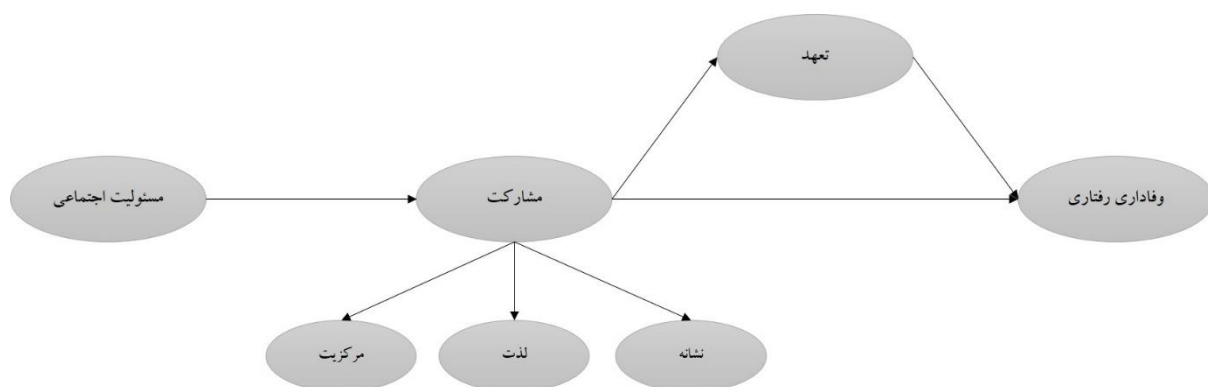 تعهد
وفاداری رفتاری
مشارکت
مسئولیت اجتماعی
نشانه
لذت
مرکزیت